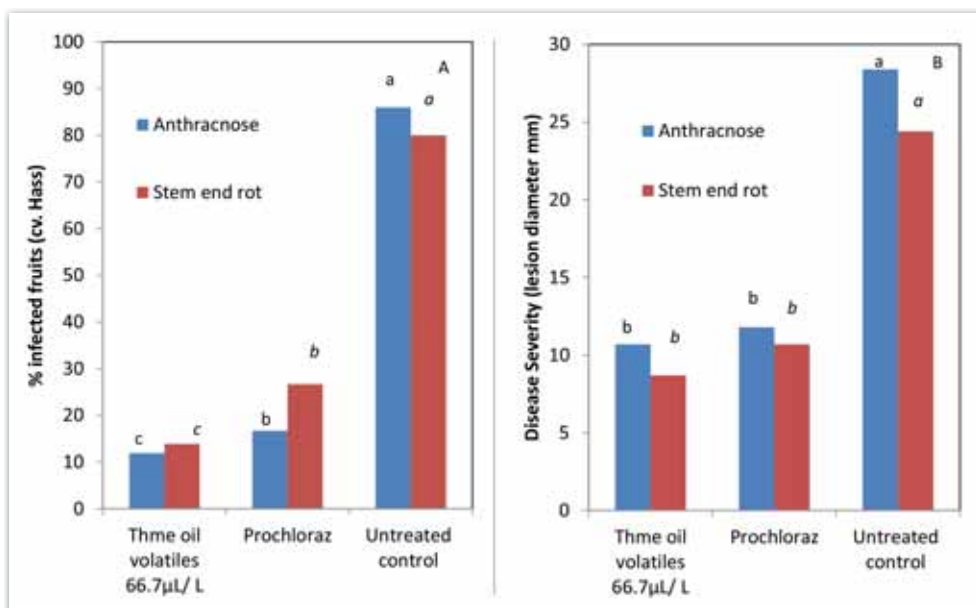 100
90
80
70
60
50
40
30
20
10
0
% infected fruits (cv. Hass)
Anthracnose
Stem end rot
a
A
a
b
b
c
c
Thme oil
volatiles
66.7µL/ L
Prochloraz
Untreated
control
30
25
20
15
10
5
0
Disease Severity (lesion diameter mm)
Anthracnose
Stem end rot
a
B
a
b
b
b
b
Thme oil
volatiles
66.7µL/ L
Prochloraz
Untreated
control